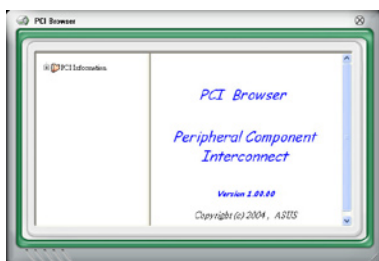 PCI Browser
PCI Information
PCI Browser
Peripheral Component
Interconnect
Version 1.00.00
Copyright (c) 2004, ASUS